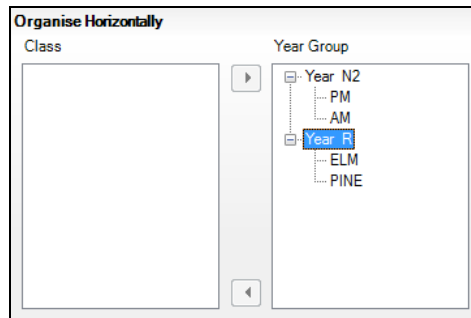 Organise Horizontally
Class
Year Group
Year N2
PM
AM
Year R
ELM
PINE